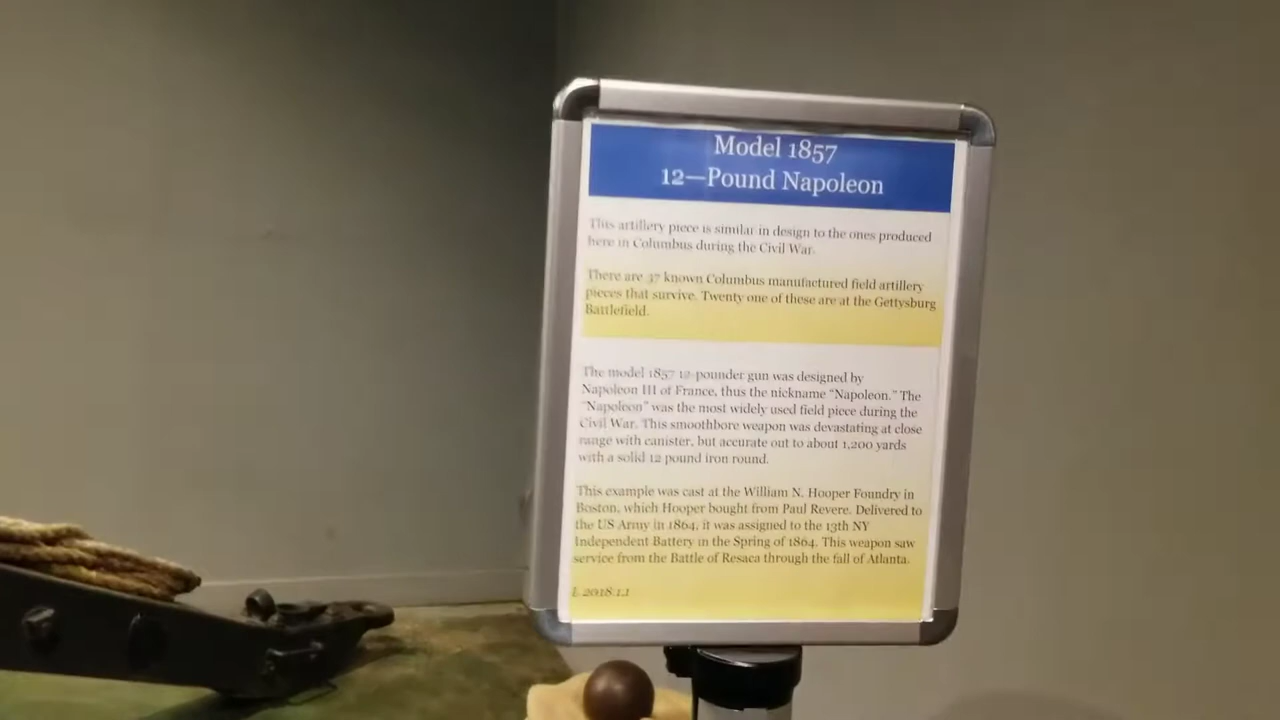 Model 1857
12—Pound Napoleon
This artillery piece is similar in design to the ones produced
here in Columbus during the Civil War.
There are 37 known Columbus manufactured field artillery
pieces that survive. Twenty one of these are at the Gettysburg
Battlefield.
The model 1857 12-pounder gun was designed by
Napoleon III of France, thus the nickname “Napoleon.” The
“Napoleon” was the most widely used field piece during the
Civil War. This smoothbore weapon was devastating at close
range with canister, but accurate out to about 1,200 yards
with a solid 12 pound iron round.
This example was cast at the William N. Hooper Foundry in
Boston, which Hooper bought from Paul Revere. Delivered to
the US Army in 1864, it was assigned to the 13th NY
Independent Battery in the Spring of 1864. This weapon saw
service from the Battle of Resaca through the fall of Atlanta.
L 2018.1.1